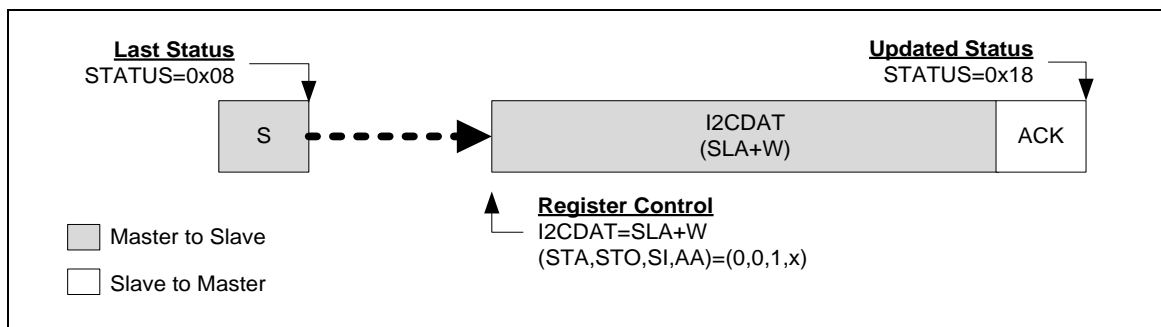 Last Status
STATUS=0x08
Updated Status
STATUS=0x18
S
I2CDAT
(SLA+W)
ACK
Register Control
I2CDAT=SLA+W
(STA,STO,SI,AA)=(0,0,1,x)
Master to Slave
Slave to Master